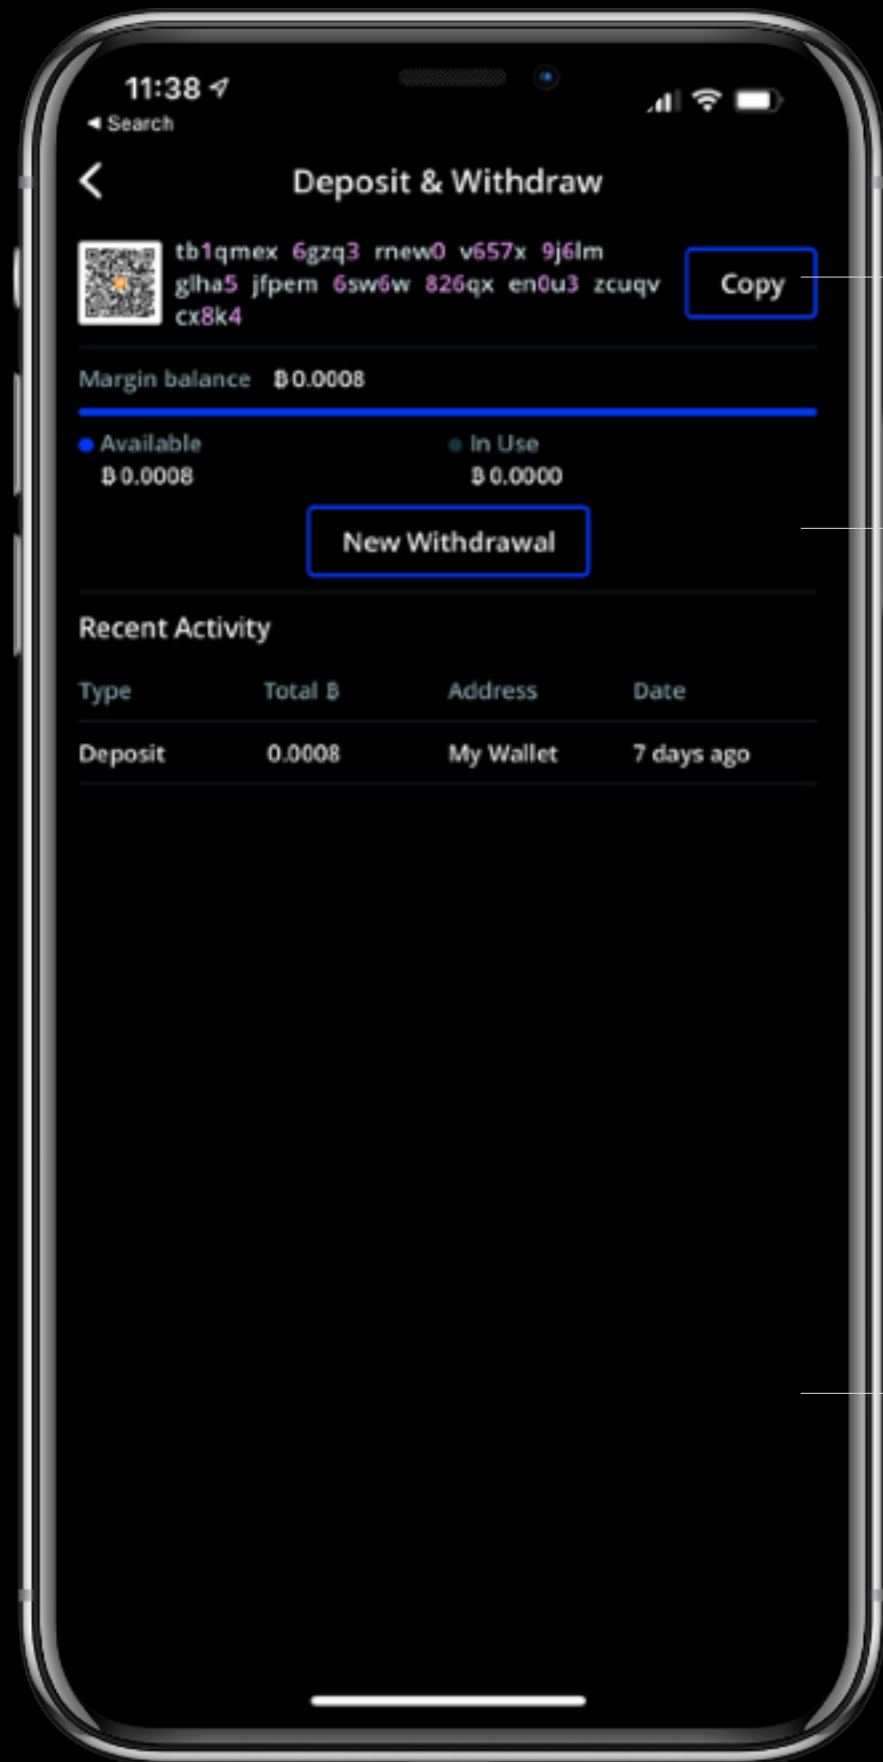 11:38
◀ Search
Deposit & Withdraw
tb1qmex 6gzq3 rnew0 v657x 9j6lm
glha5 jfpem 6sw6w 826qx en0u3 zcuqv
cx8k4
Copy
Margin balance ₿0.0008
Available
₿0.0008
In Use
₿0.0000
New Withdrawal
Recent Activity
Type Total ₿ Address Date
Deposit 0.0008 My Wallet 7 days ago